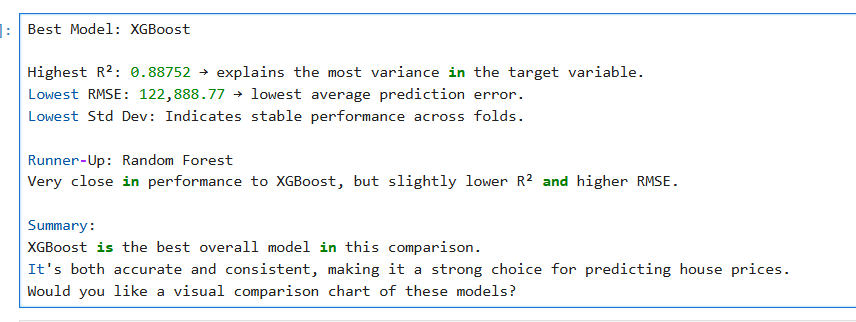 ]:
Best Model: XGBoost
Highest R²: 0.88752 → explains the most variance in the target variable.
Lowest RMSE: 122,888.77 → lowest average prediction error.
Lowest Std Dev: Indicates stable performance across folds.
Runner-Up: Random Forest
Very close in performance to XGBoost, but slightly lower R² and higher RMSE.
Summary:
XGBoost is the best overall model in this comparison.
It's both accurate and consistent, making it a strong choice for predicting house prices.
Would you like a visual comparison chart of these models?